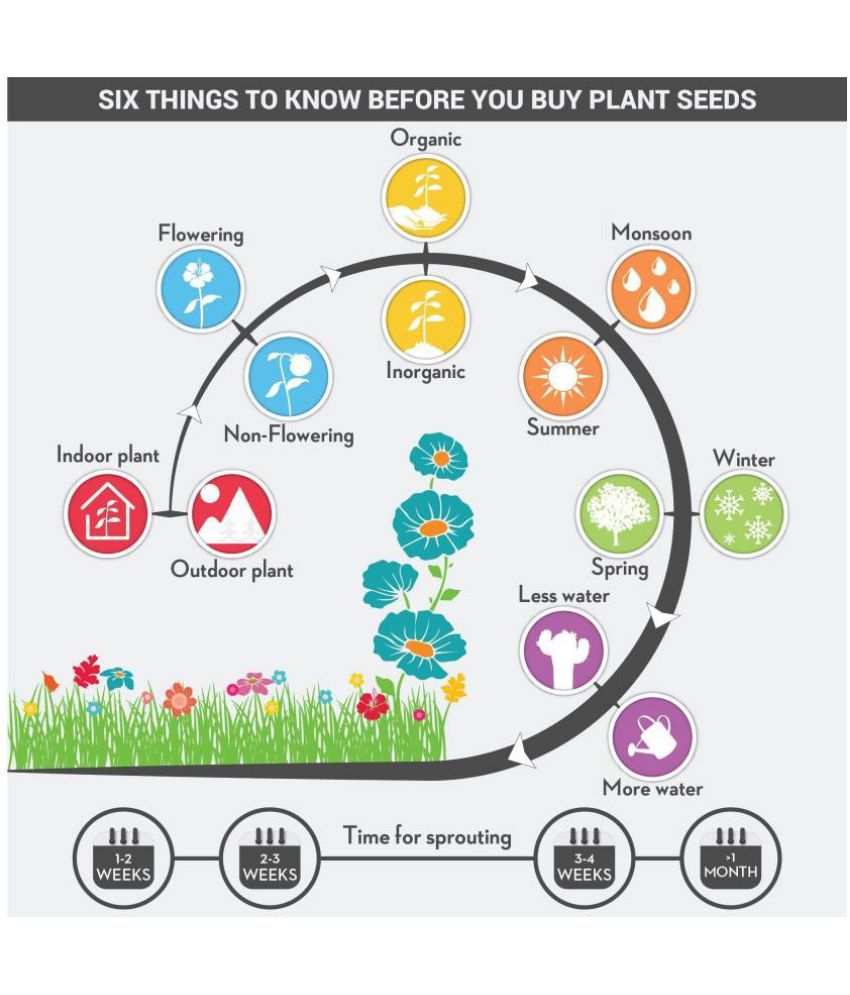 SIX THINGS TO KNOW BEFORE YOU BUY PLANT SEEDS
Organic
Flowering
Monsoon
Inorganic
Non-Flowering
Summer
Indoor plant
Winter
Outdoor plant
Spring
Less water
More water
Time for sprouting
1-2
WEEKS
2-3
WEEKS
3-4
WEEKS
>1
MONTH